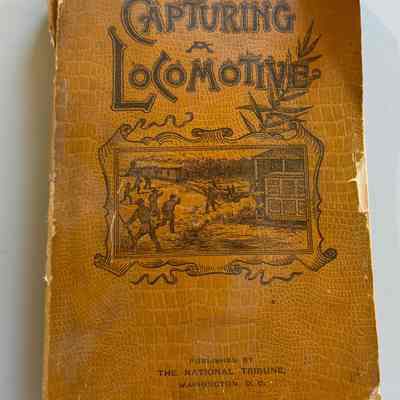 CAPTURING
A
LOCOMOTIVE
PUBLISHED BY
THE NATIONAL TRIBUNE,
WASHINGTON, D. C.